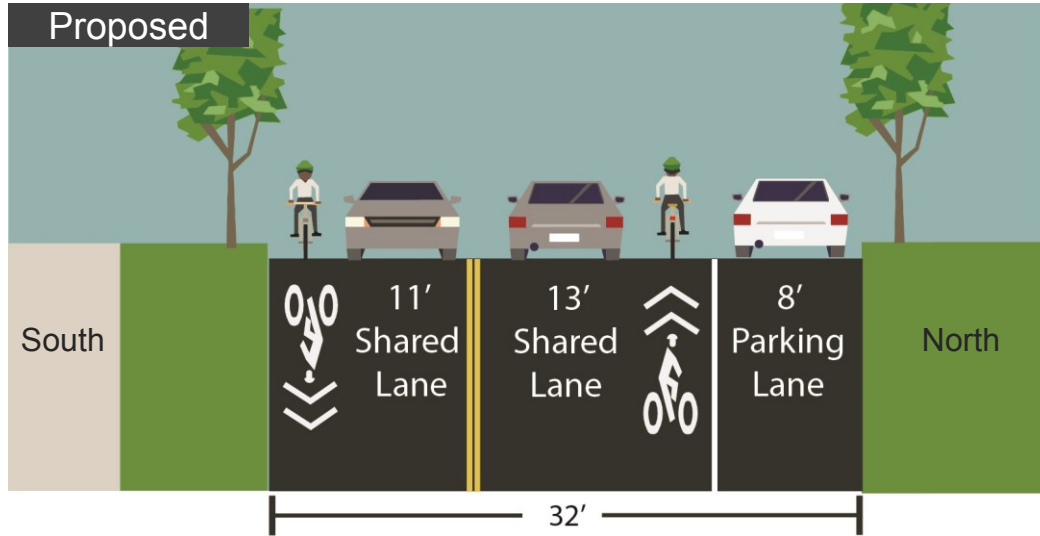 Proposed
South
11’
Shared
Lane
13’
Shared
Lane
8’
Parking
Lane
North
32’